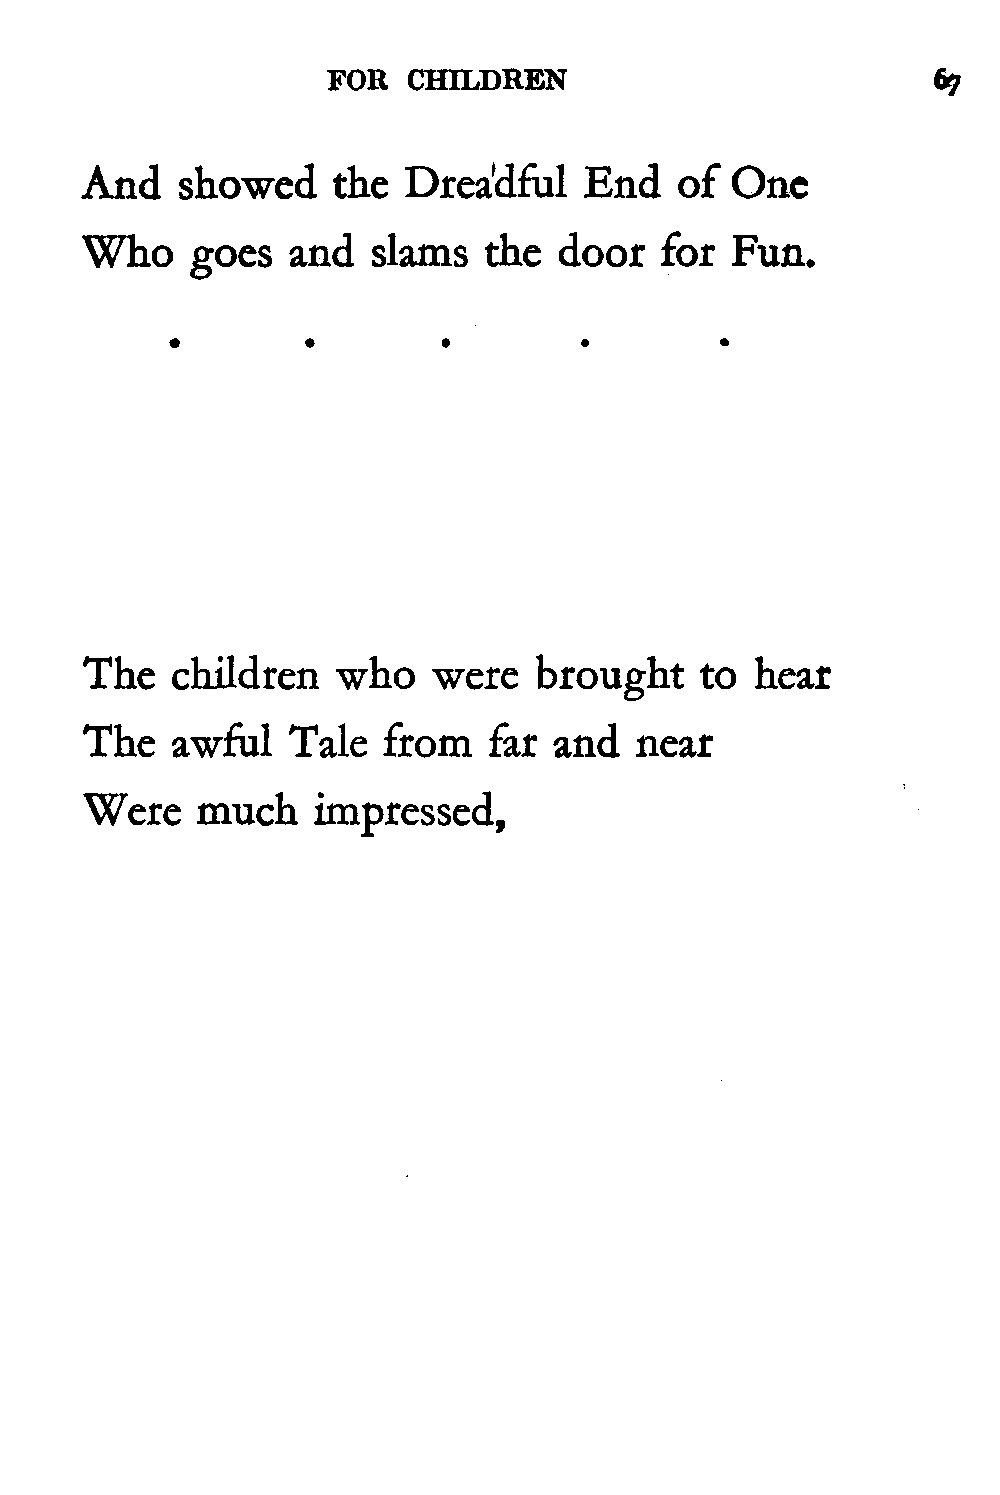 FOR CHILDREN 67
And showed the Dreadful End of One
Who goes and slams the door for Fun.
. . . . .
The children who were brought to hear
The awful Tale from far and near
Were much impressed,